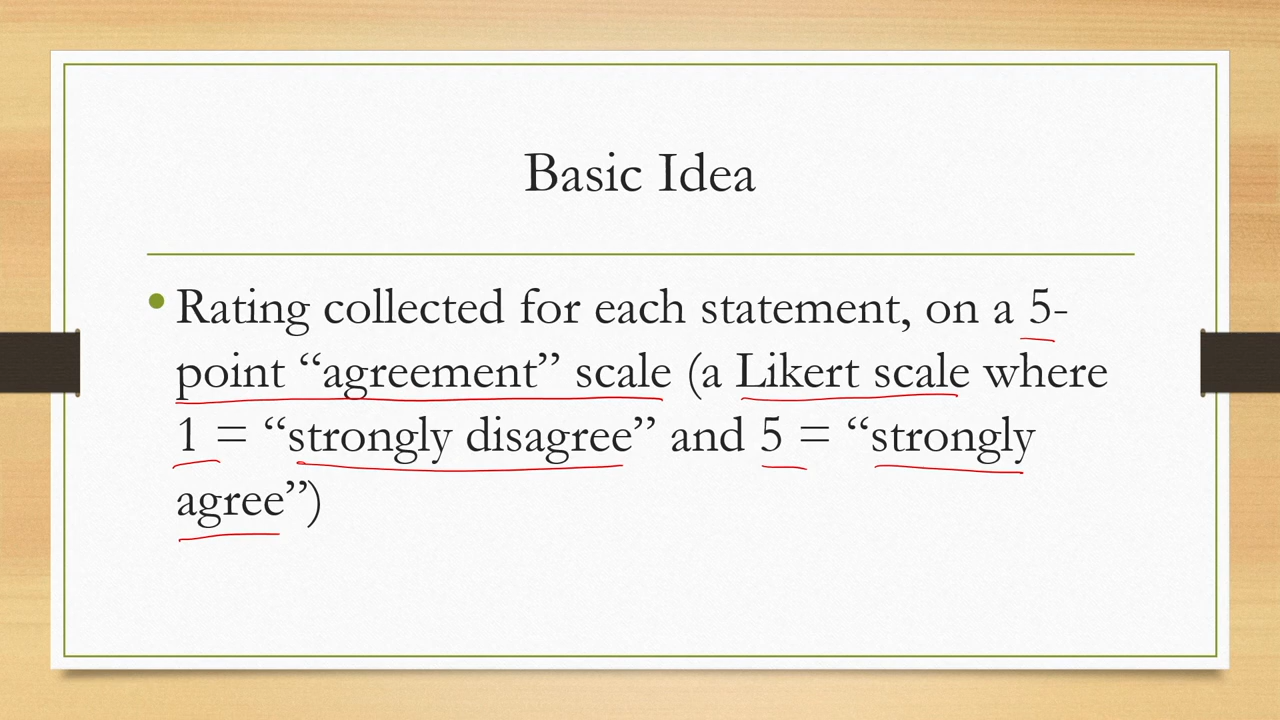 Basic Idea
• Rating collected for each statement, on a 5-
point “agreement” scale (a Likert scale where
1 = “strongly disagree” and 5 = “strongly
agree”)